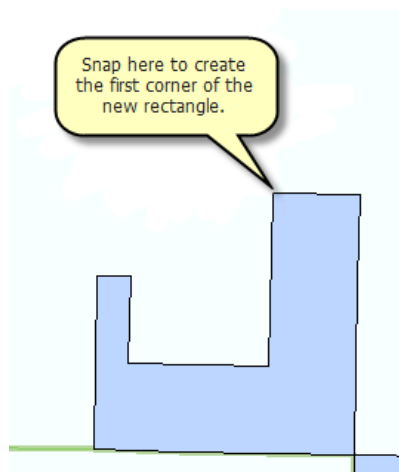 Snap here to create
the first corner of the
new rectangle.